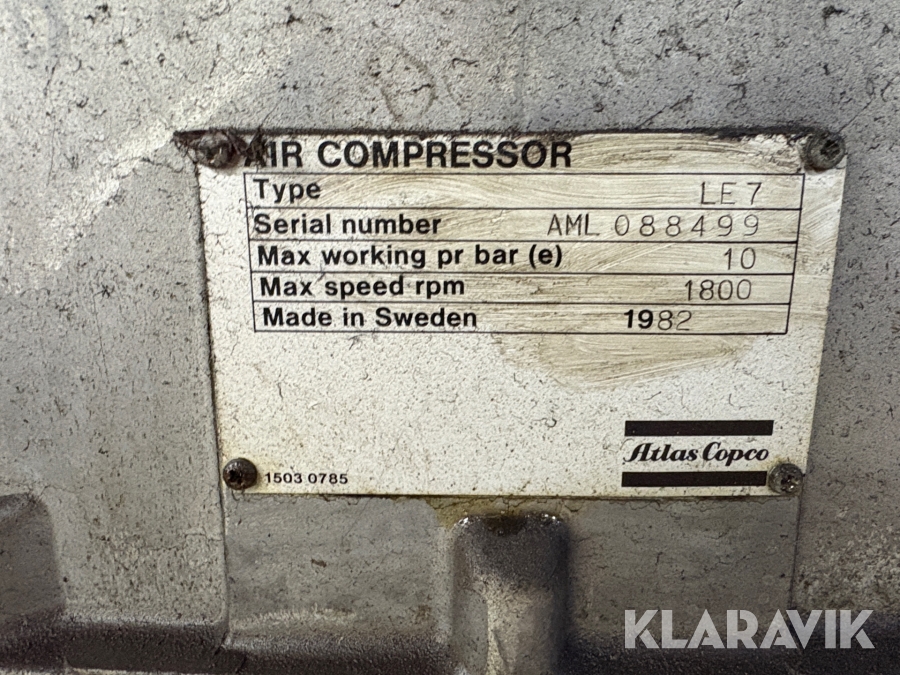 AIR COMPRESSOR
Type LE7
Serial number AML 088499
Max working pr bar (e) 10
Max speed rpm 1800
Made in Sweden 1982
Atlas Copco
1503 0785
KLARAVIK